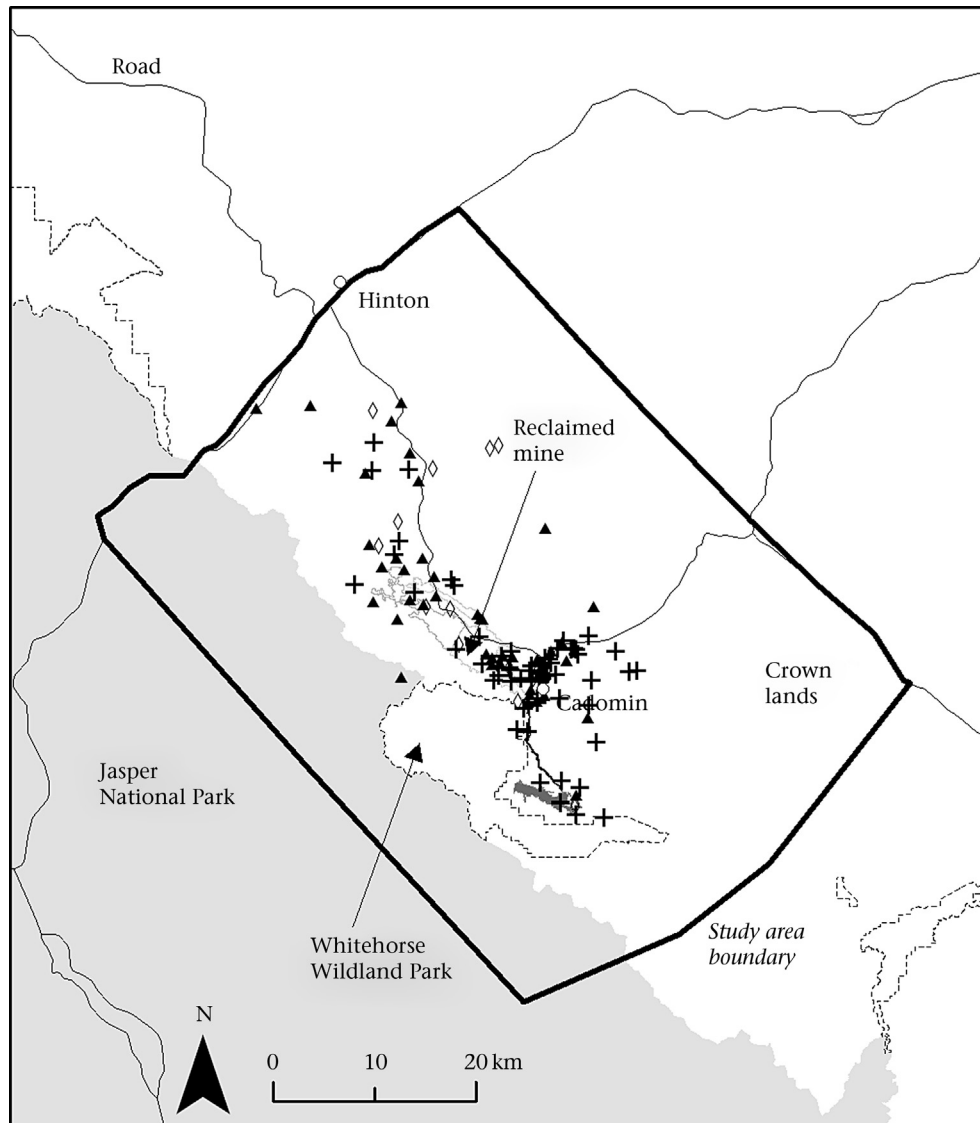 Road
Hinton
Reclaimed
mine
Crown
lands
Cadomin
Jasper
National Park
Whitehorse
Wildland Park
Study area
boundary
N
0 10 20 km